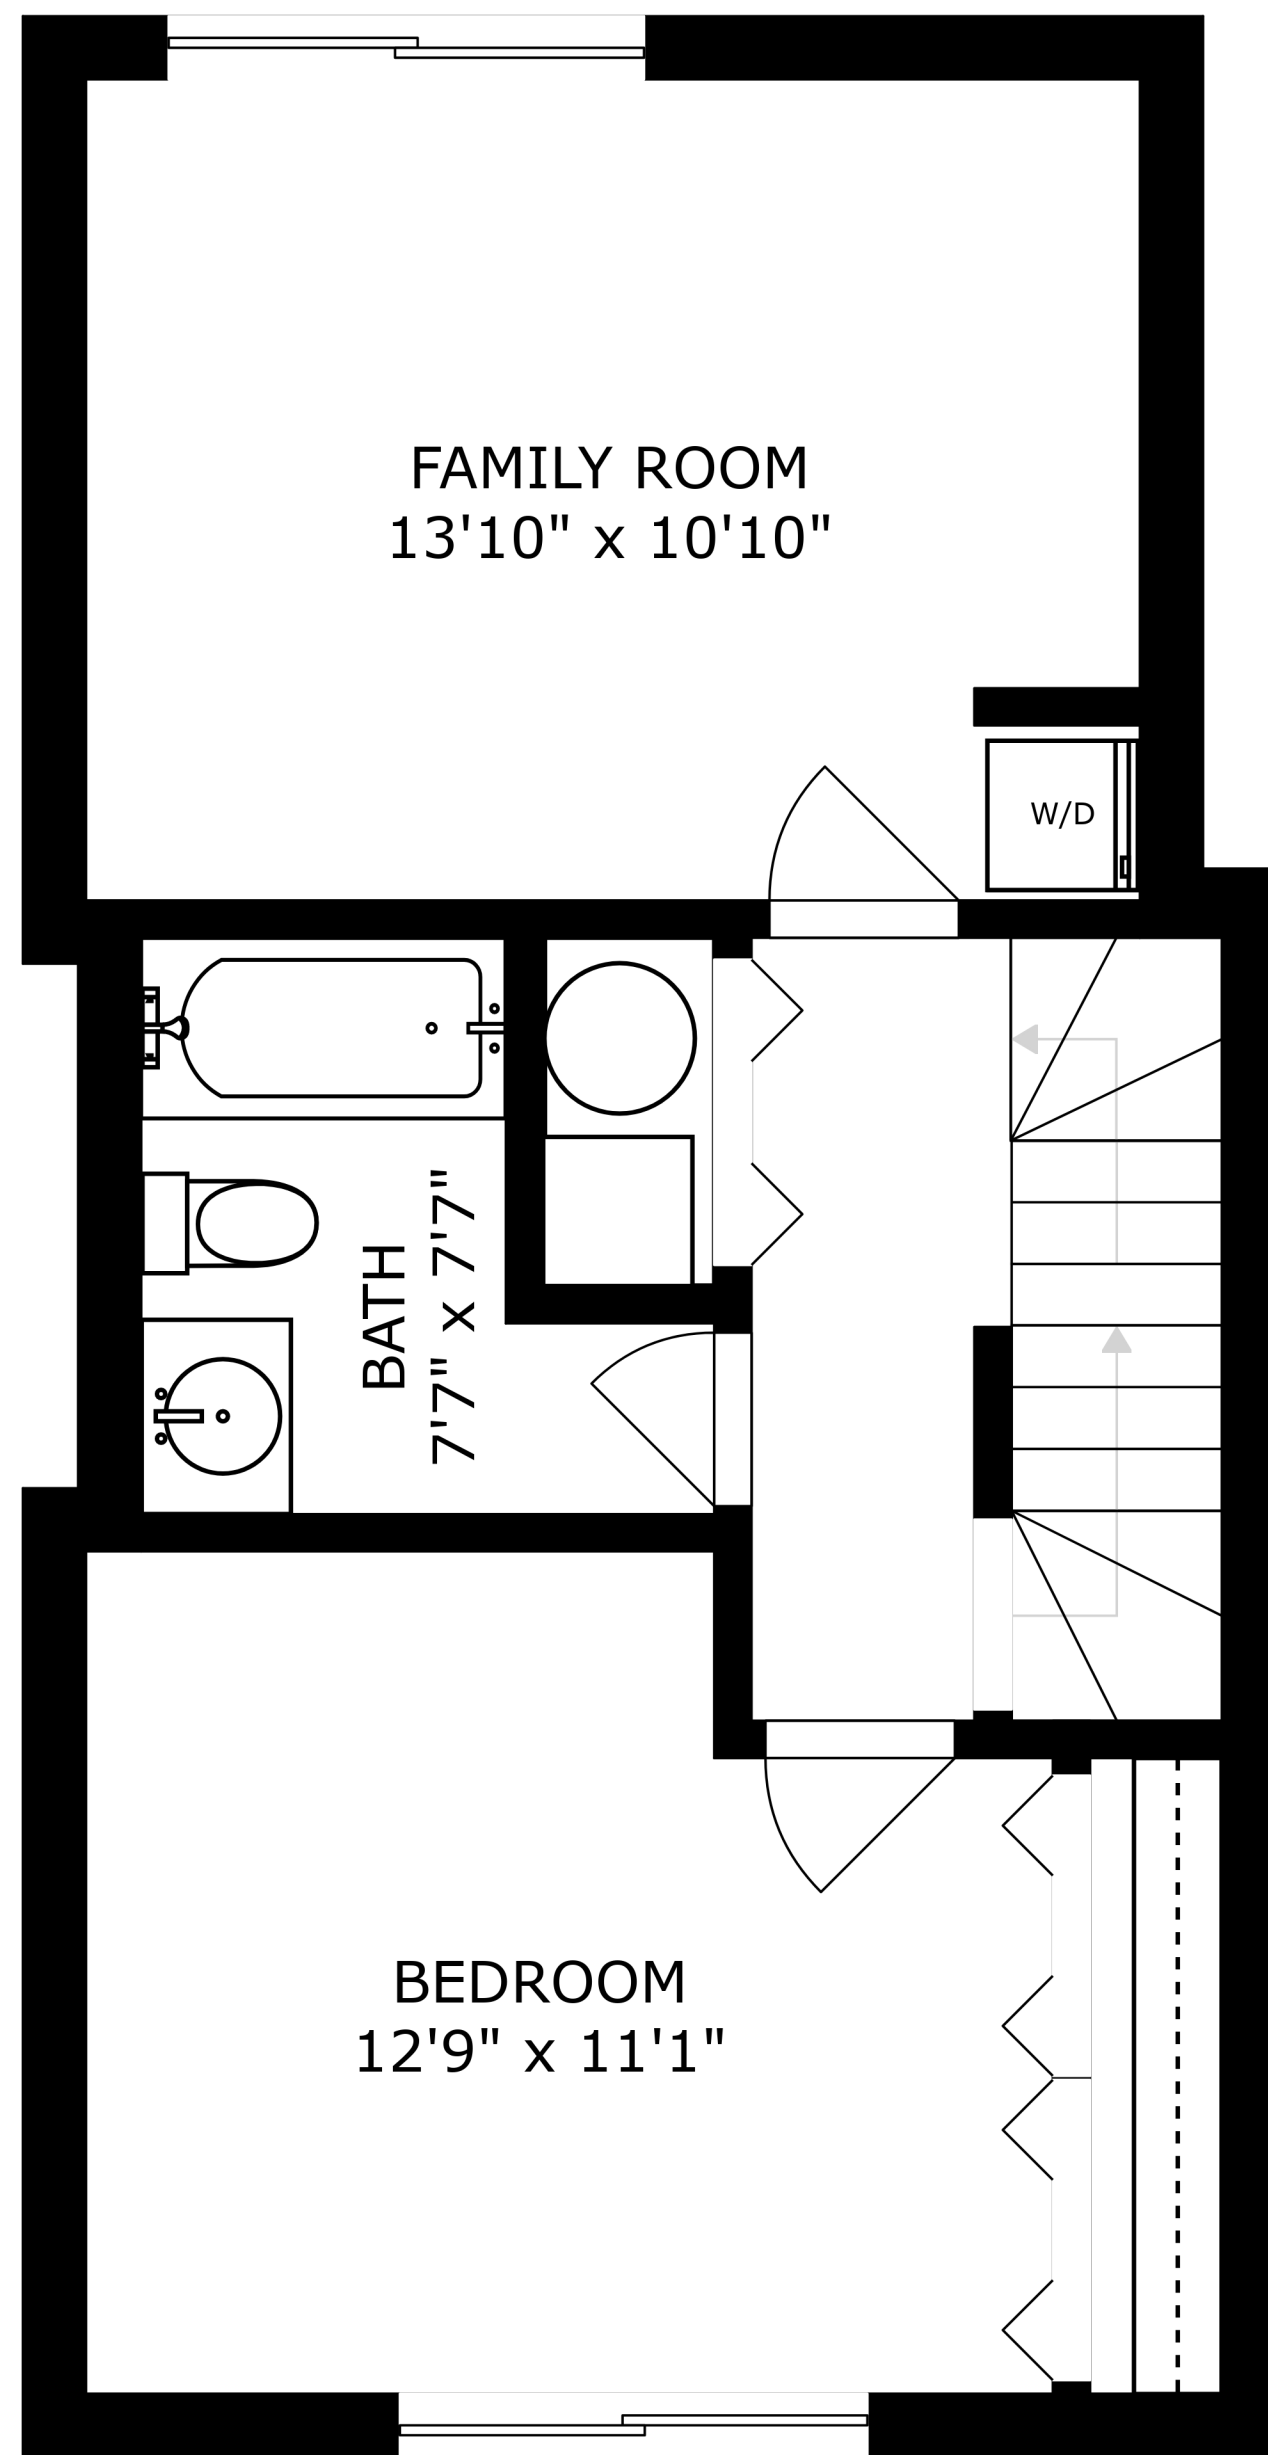 FAMILY ROOM
13'10" x 10'10"
W/D
BATH
7'7" x 7'7"
BEDROOM
12'9" x 11'1"